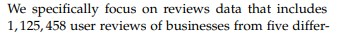 We specifically focus on reviews data that includes
1, 125, 458 user reviews of businesses from five differ-